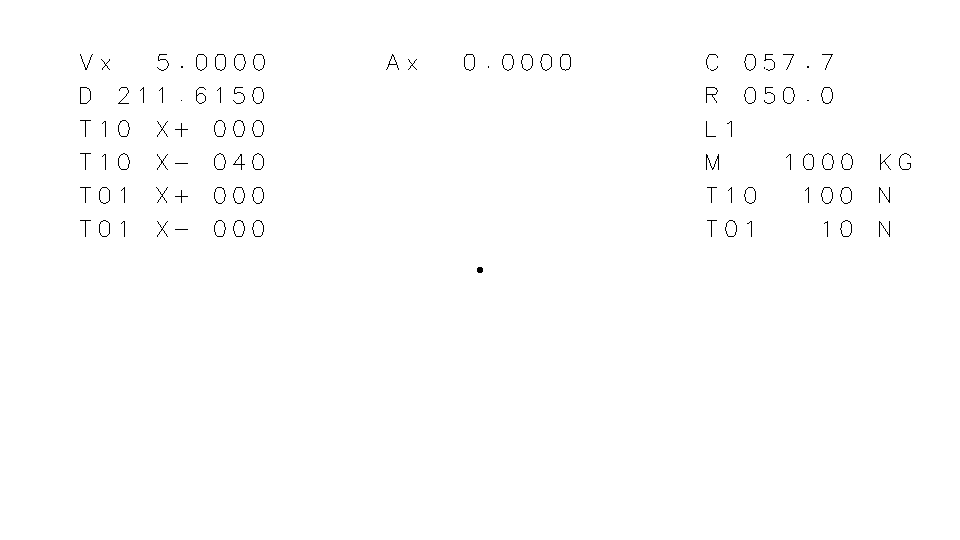 Vx 5.0000 Ax 0.0000 C 057.7
D 211.6150 R 050.0
T10 X+ 000 L1
T10 X- 040 M 1000 KG
T01 X+ 000 T10 100 N
T01 X- 000 T01 10 N